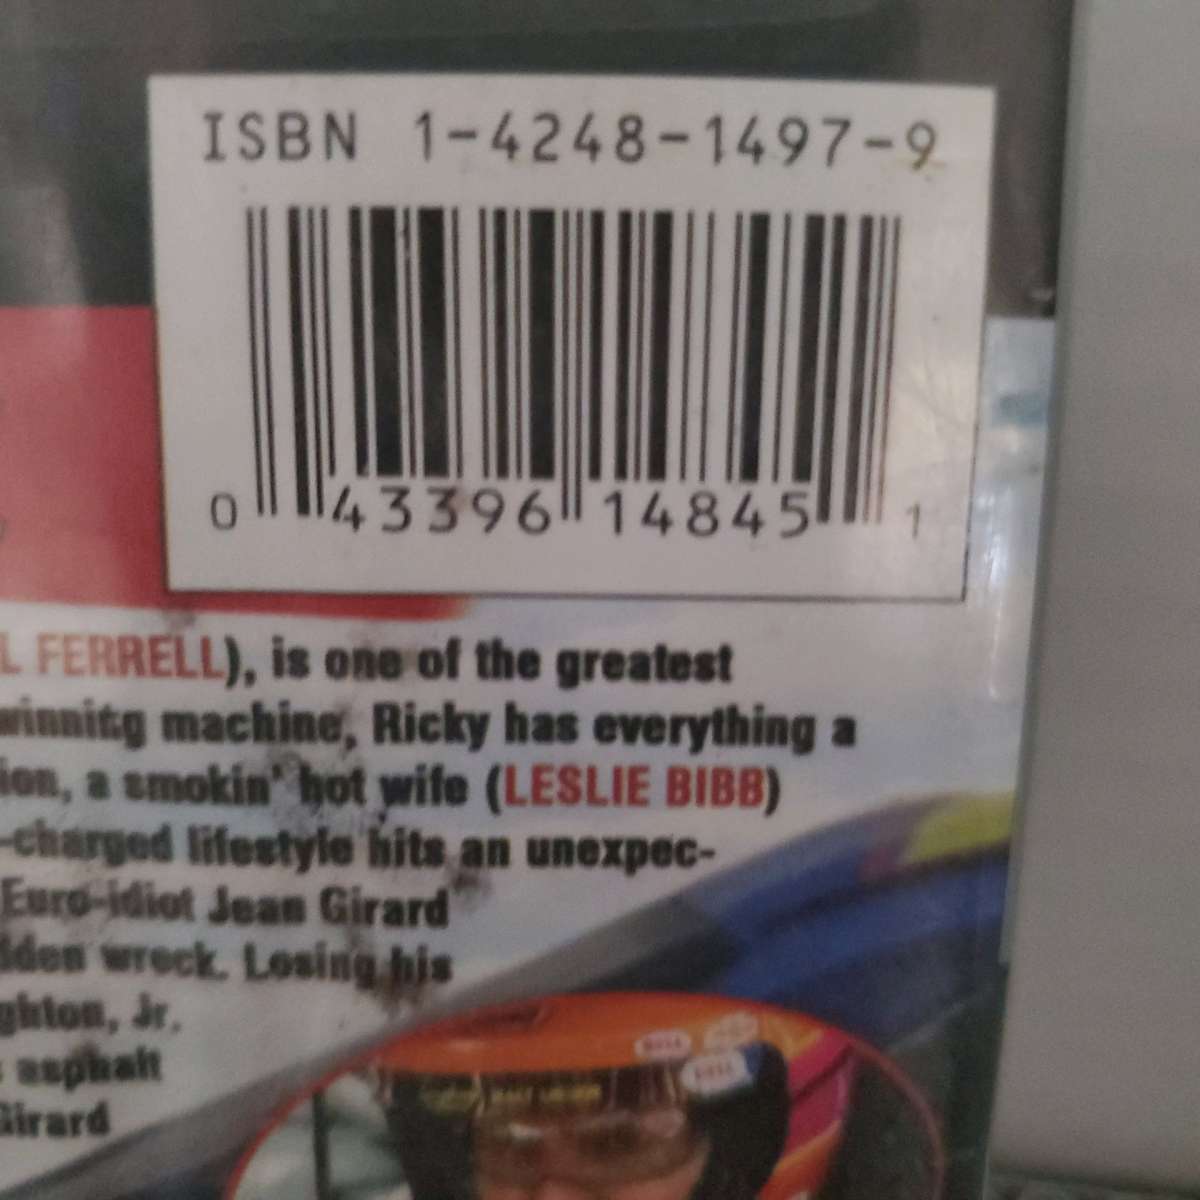 ISBN 1-4248-1497-9
0 43396 14845 1
L FERRELL), is one of the greatest
winnitg machine, Ricky has everything a
ion, a smokin' hot wife (LESLIE BIBB)
-charged lifestyle hits an unexpec-
Euro-idiot Jean Girard
dden wreck. Losing his
ghton, Jr.
asphalt
Girard
BELL
BELL